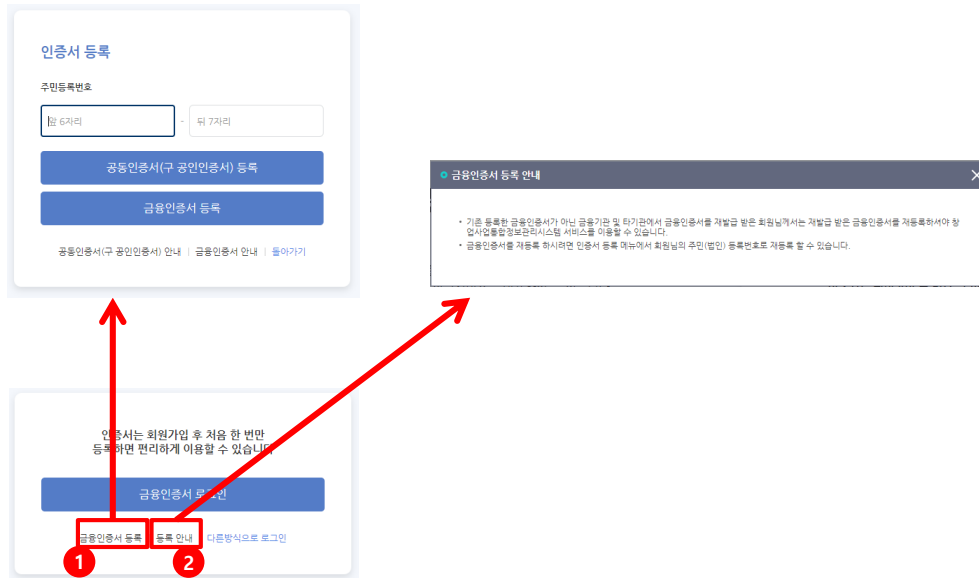 인증서 등록
주민등록번호
앞 6자리 - 뒤 7자리
공동인증서(구 공인인증서) 등록
금융인증서 등록
공동인증서(구 공인인증서) 안내 | 금융인증서 안내 | 돌아가기
금융인증서 등록 안내
• 기존 등록한 금융인증서가 아닌 금융기관 및 타기관에서 금융인증서를 재발급 받은 회원님께서는 재발급 받은 금융인증서를 재등록하셔야 창
업사업통합정보관리시스템 서비스를 이용할 수 있습니다.
• 금융인증서를 재등록 하시려면 인증서 등록 메뉴에서 회원님의 주민(법인) 등록번호로 재등록 할 수 있습니다.
인증서는 회원가입 후 처음 한 번만
등록하면 편리하게 이용할 수 있습니다
금융인증서 로그인
금융인증서 등록 등록 안내 다른방식으로 로그인
1 2